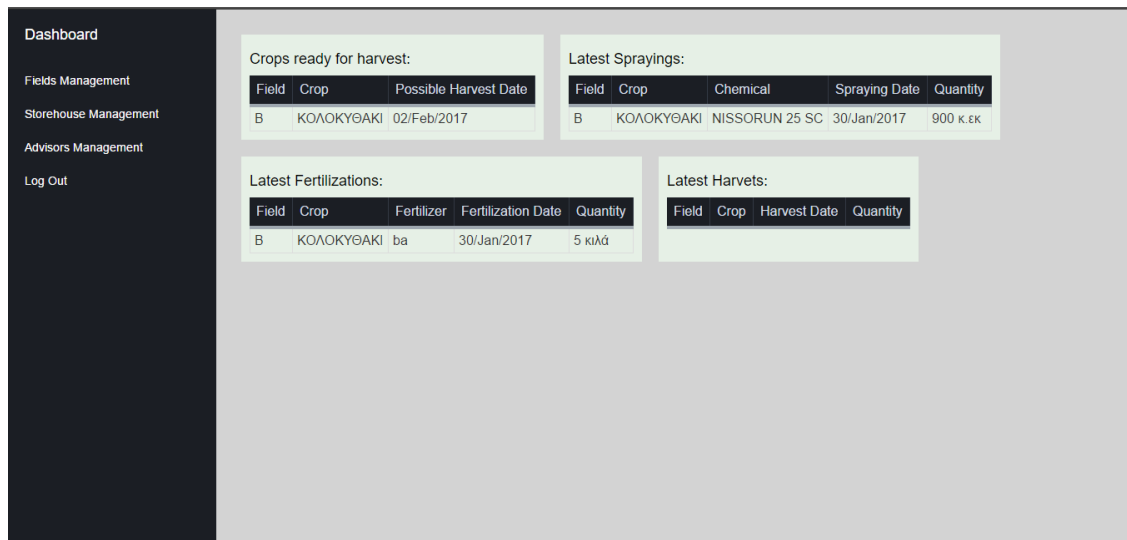 Dashboard
Fields Management
Storehouse Management
Advisors Management
Log Out
Crops ready for harvest:
Field Crop Possible Harvest Date
B ΚΟΛΟΚΥΘΑΚΙ 02/Feb/2017
Latest Sprayings:
Field Crop Chemical Spraying Date Quantity
B ΚΟΛΟΚΥΘΑΚΙ NISSORUN 25 SC 30/Jan/2017 900 κ.εκ
Latest Fertilizations:
Field Crop Fertilizer Fertilization Date Quantity
B ΚΟΛΟΚΥΘΑΚΙ ba 30/Jan/2017 5 κιλά
Latest Harvets:
Field Crop Harvest Date Quantity